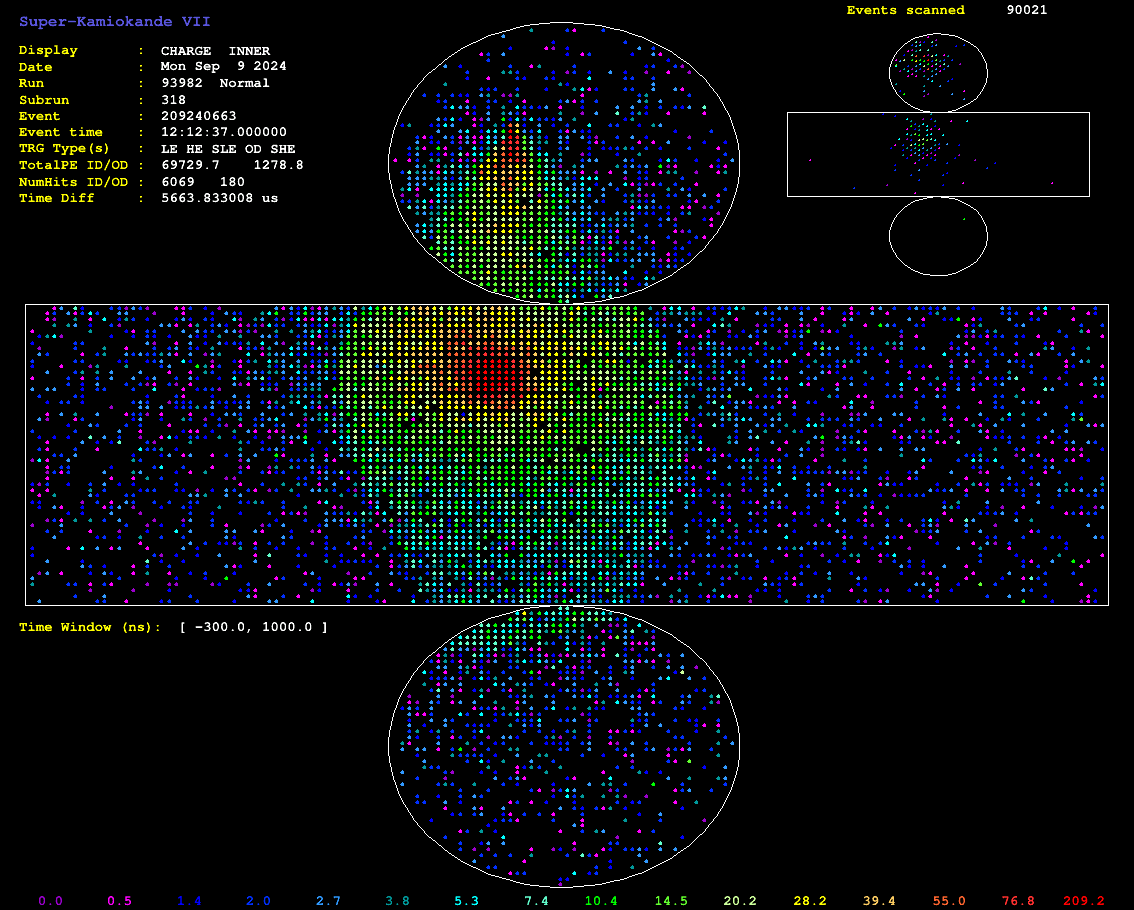 Super-Kamiokande VII
Display : CHARGE INNER
Date : Mon Sep 9 2024
Run : 93982 Normal
Subrun : 318
Event : 209240663
Event time : 12:12:37.000000
TRG Type(s) : LE HE SLE OD SHE
TotalPE ID/OD : 69729.7 1278.8
NumHits ID/OD : 6069 180
Time Diff : 5663.833008 us
Events scanned 90021
Time Window (ns): [ -300.0, 1000.0 ]
0.0 0.5 1.4 2.0 2.7 3.8 5.3 7.4 10.4 14.5 20.2 28.2 39.4 55.0 76.8 209.2